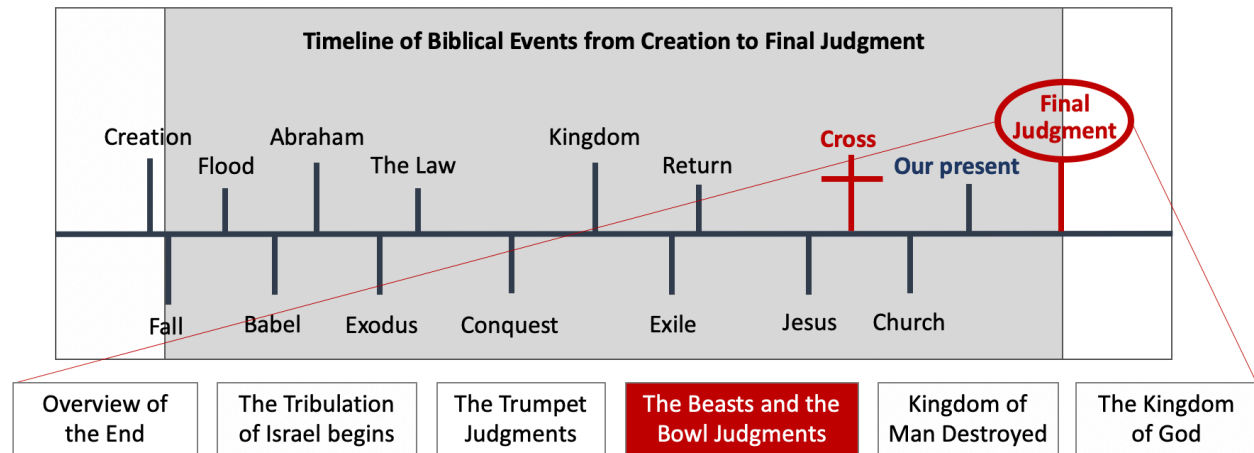 Timeline of Biblical Events from Creation to Final Judgment
Final
Judgment
Creation
Abraham
Kingdom
Cross
Flood
The Law
Return
Our present
Fall
Babel
Exodus
Conquest
Exile
Jesus
Church
Overview of
the End
The Tribulation
of Israel begins
The Trumpet
Judgments
The Beasts and the
Bowl Judgments
Kingdom of
Man Destroyed
The Kingdom
of God